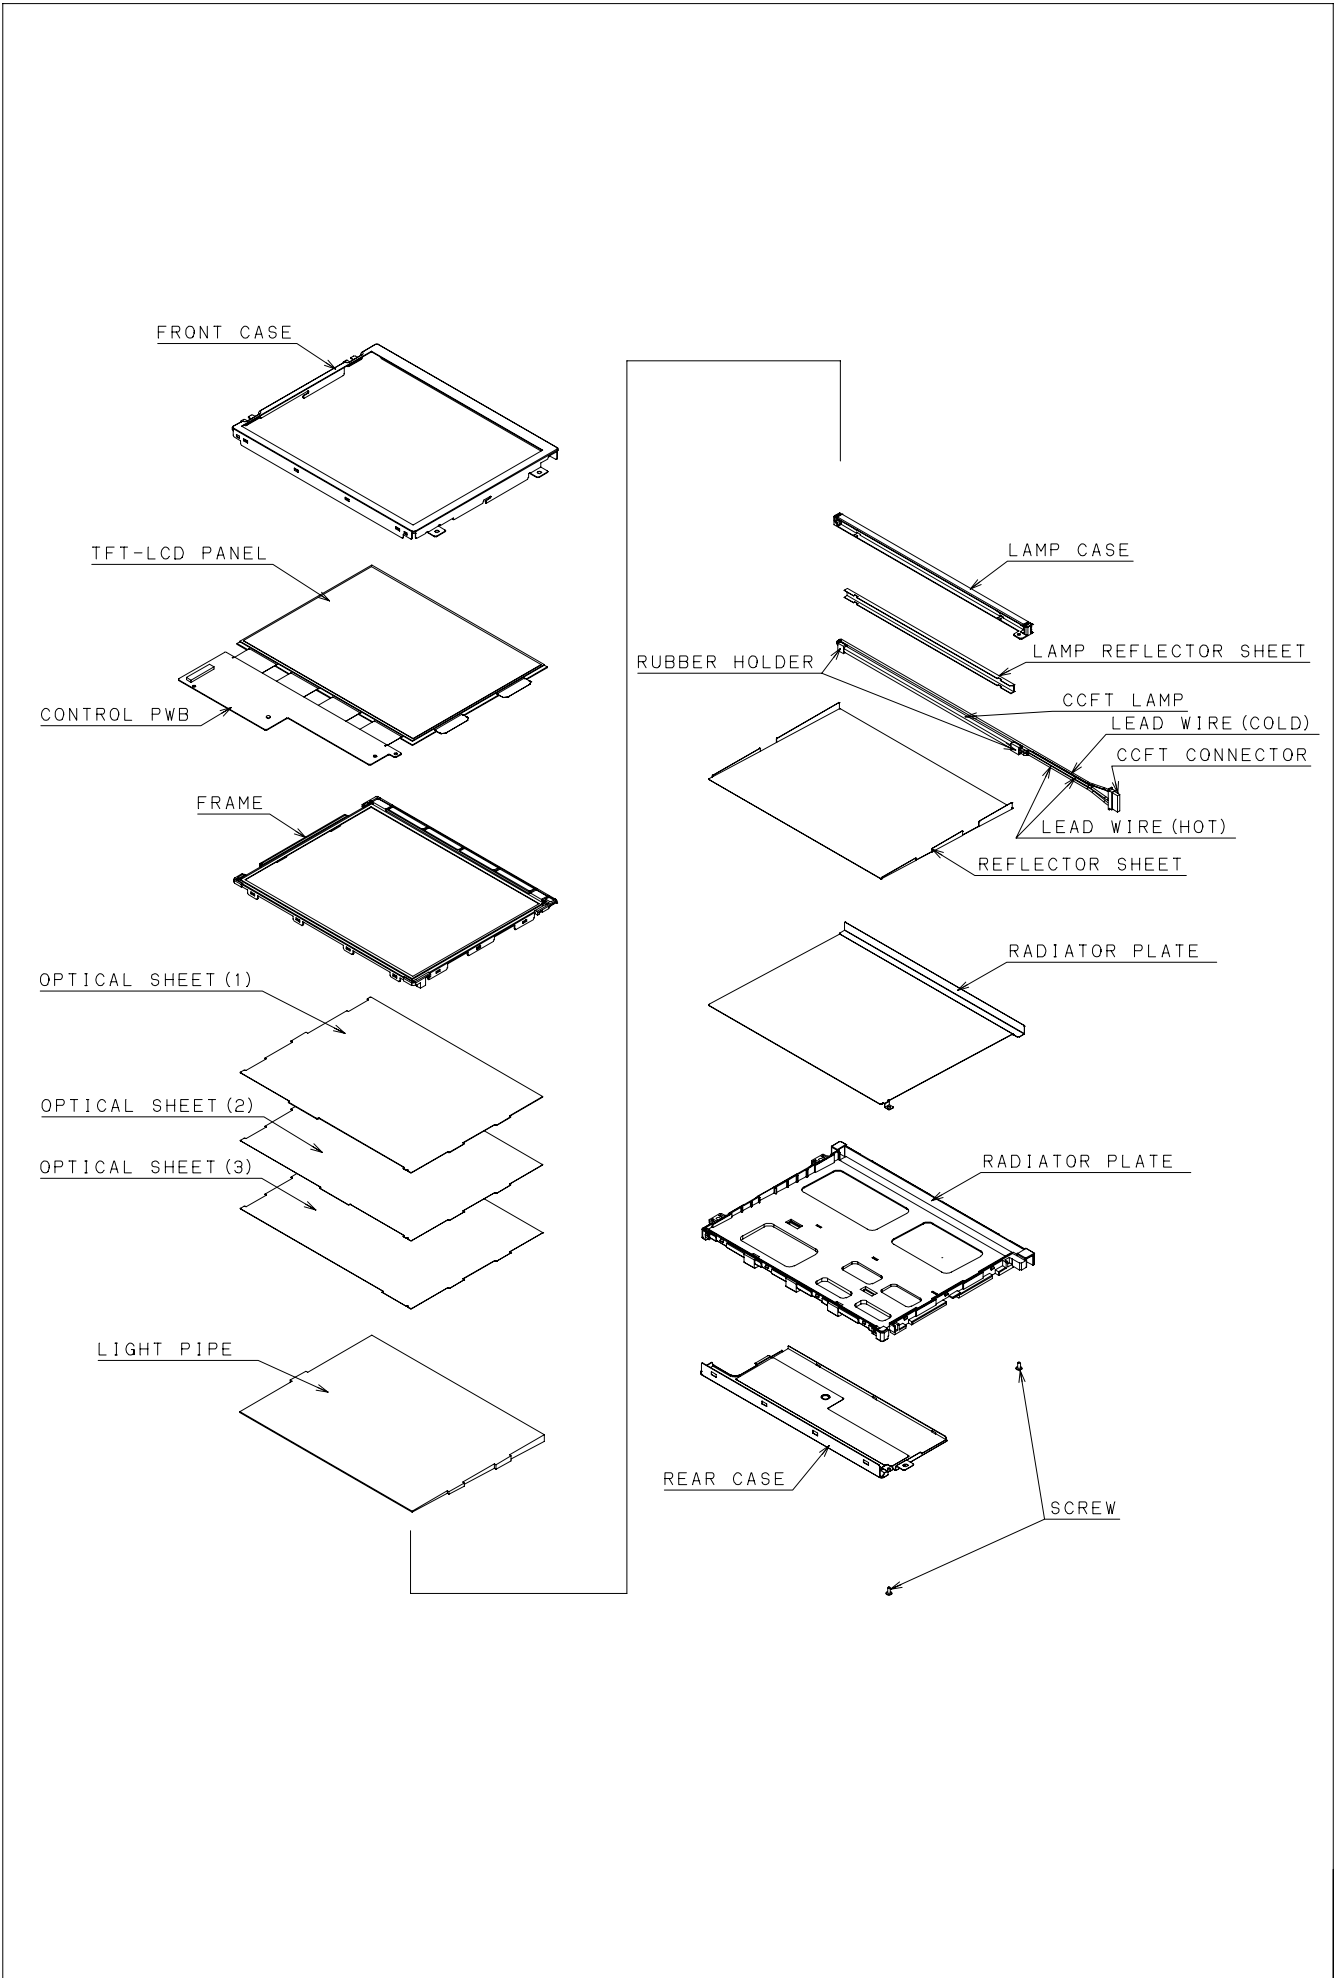 FRONT CASE
TFT-LCD PANEL
CONTROL PWB
FRAME
OPTICAL SHEET(1)
OPTICAL SHEET(2)
OPTICAL SHEET(3)
LIGHT PIPE
LAMP CASE
LAMP REFLECTOR SHEET
RUBBER HOLDER
CCFT LAMP
LEAD WIRE(COLD)
CCFT CONNECTOR
LEAD WIRE(HOT)
REFLECTOR SHEET
RADIATOR PLATE
RADIATOR PLATE
REAR CASE
SCREW